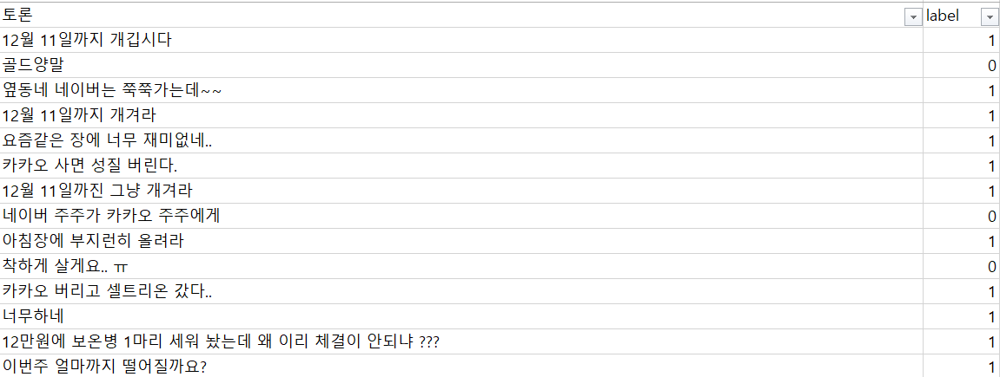 토론 label
12월 11일까지 개깁시다 1
골드양말 0
옆동네 네이버는 쭉쭉가는데~~ 1
12월 11일까지 개겨라 1
요즘같은 장에 너무 재미없네.. 1
카카오 사면 성질 버린다. 1
12월 11일까진 그냥 개겨라 1
네이버 주주가 카카오 주주에게 0
아침장에 부지런히 올려라 1
착하게 살게요.. ㅠ 0
카카오 버리고 셀트리온 갔다.. 1
너무하네 1
12만원에 보온병 1마리 세워 놨는데 왜 이리 체결이 안되냐 ??? 1
이번주 얼마까지 떨어질까요? 1